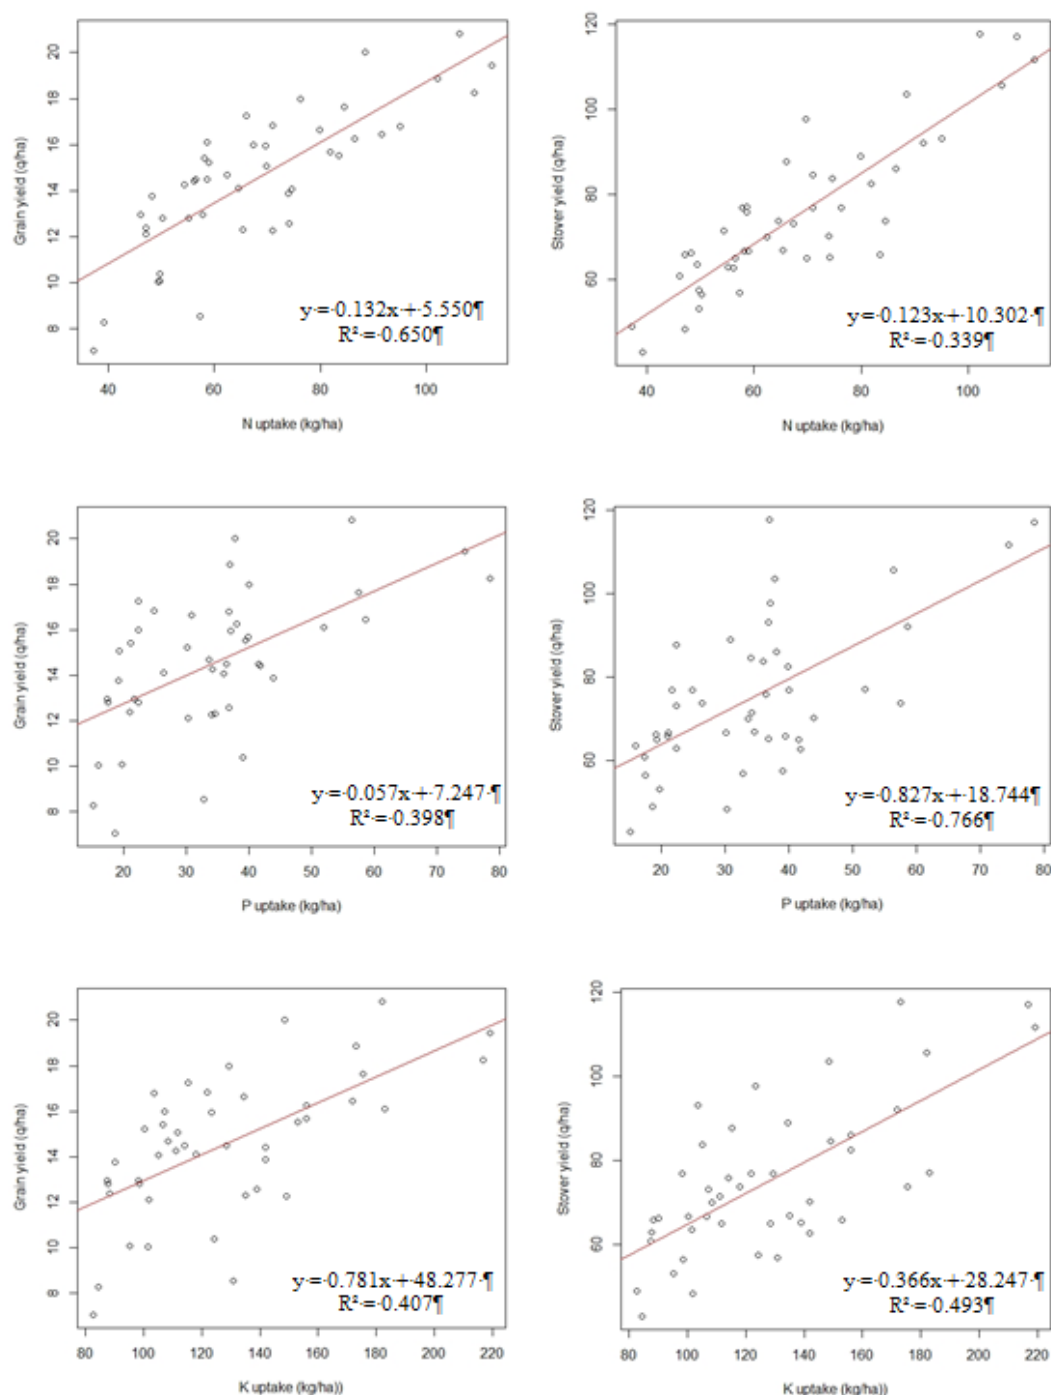 20
18
16
14
12
10
8
Grain yield (q/ha)
y·=·0.132x·+·5.550¶
R²·=·0.650¶
40 60 80 100
N uptake (kg/ha)
120
100
80
60
Stover yield (q/ha)
y·=·0.123x·+·10.302·¶
R²·=·0.339¶
40 60 80 100
N uptake (kg/ha)
20
18
16
14
12
10
8
Grain yield (q/ha)
y·=·0.057x·+·7.247·¶
R²·=·0.398¶
20 30 40 50 60 70 80
P uptake (kg/ha)
120
100
80
60
Stover yield (q/ha)
y·=·0.827x·+·18.744¶
R²·=·0.766¶
20 30 40 50 60 70 80
P uptake (kg/ha)
20
18
16
14
12
10
8
Grain yield (q/ha)
y·=·0.781x·+·48.277·¶
R²·=·0.407¶
80 100 120 140 160 180 200 220
K uptake (kg/ha))
120
100
80
60
Stover yield (q/ha)
y·=·0.366x·+·28.247¶
R²·=·0.493¶
80 100 120 140 160 180 200 220
K uptake (kg/ha))